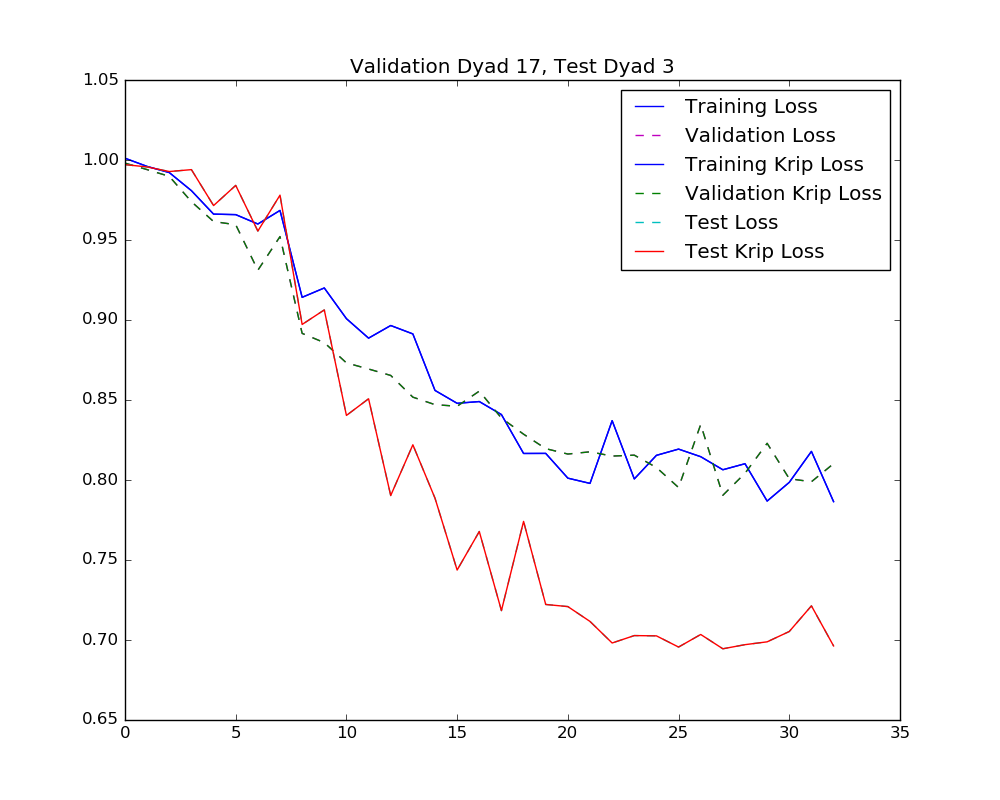 Validation Dyad 17, Test Dyad 3
1.05
1.00
0.95
0.90
0.85
0.80
0.75
0.70
0.65
0 5 10 15 20 25 30 35
Training Loss
Validation Loss
Training Krip Loss
Validation Krip Loss
Test Loss
Test Krip Loss